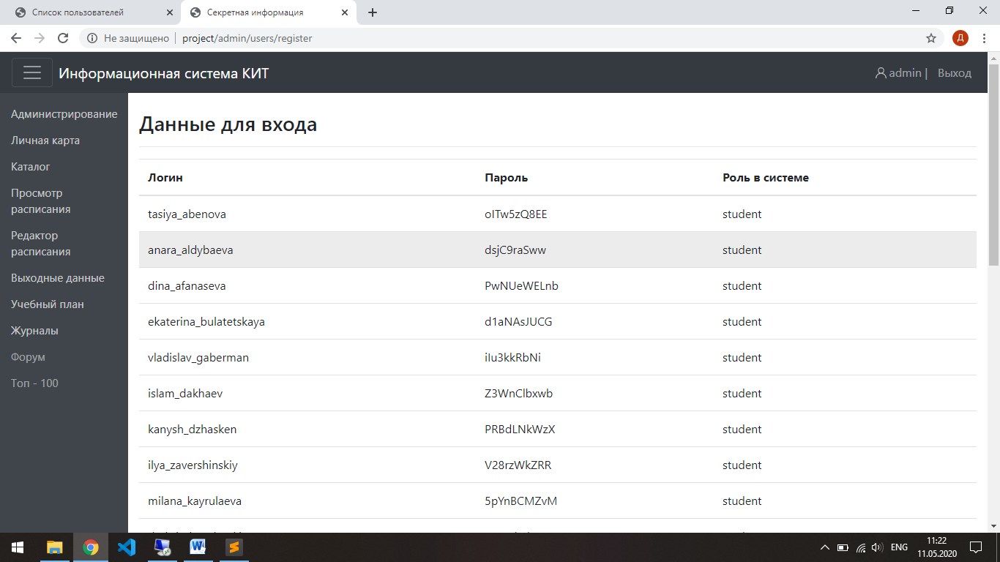 Список пользователей
Секретная информация
Не защищено
project/admin/users/register
Д
Информационная система КИТ
admin |
Выход
Администрирование
Личная карта
Каталог
Просмотр
расписания
Редактор
расписания
Выходные данные
Учебный план
Журналы
Форум
Топ - 100
Данные для входа
Логин Пароль Роль в системе
tasiya_abenova oITw5zQ8EE student
anara_aldybaeva dsjC9raSww student
dina_afanaseva PwNUeWELnb student
ekaterina_bulatetskaya d1aNAsJUCG student
vladislav_gaberman iIu3kkRbNi student
islam_dakhaev Z3WnClbxwb student
kanysh_dzhasken PRBdLNkWzX student
ilya_zavershinskiy V28rzWkZRR student
milana_kayrulaeva 5pYnBCMZvM student
ENG
11:22
11.05.2020